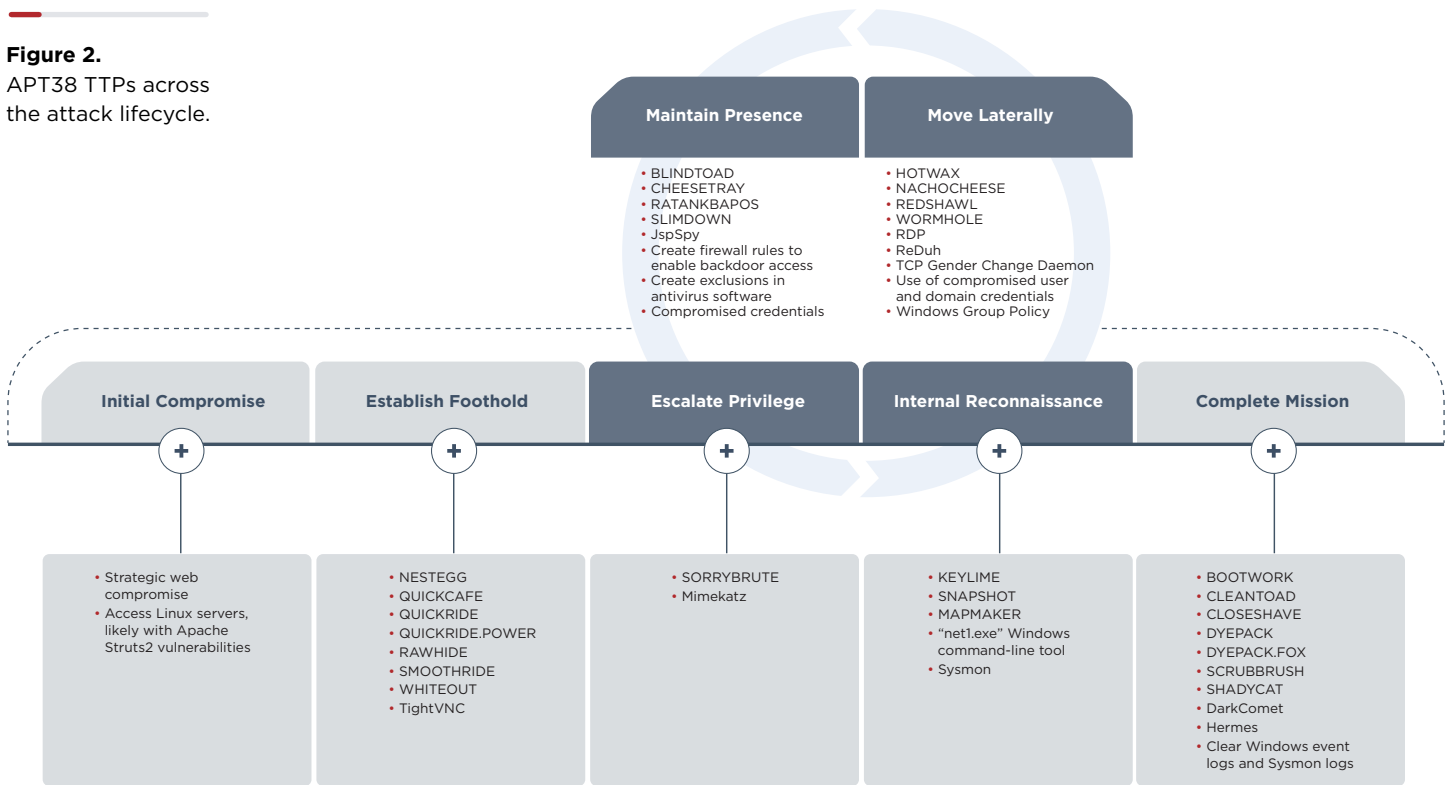 Figure 2.
APT38 TTPs across
the attack lifecycle.
Maintain Presence
• BLINDTOAD
• CHEESETRAY
• RATANKBAPOS
• SLIMDOWN
• JspSpy
• Create firewall rules to
enable backdoor access
• Create exclusions in
antivirus software
• Compromised credentials
Move Laterally
• HOTWAX
• NACHOCHEESE
• REDSHAWL
• WORMHOLE
• RDP
• ReDuh
• TCP Gender Change Daemon
• Use of compromised user
and domain credentials
• Windows Group Policy
Initial Compromise
+
• Strategic web
compromise
• Access Linux servers,
likely with Apache
Struts2 vulnerabilities
Establish Foothold
+
• NESTEGG
• QUICKCAFE
• QUICKRIDE
• QUICKRIDE.POWER
• RAWHIDE
• SMOOTHRIDE
• WHITEOUT
• TightVNC
Escalate Privilege
+
• SORRYBRUTE
• Mimekatz
Internal Reconnaissance
+
• KEYLIME
• SNAPSHOT
• MAPMAKER
• “net1.exe” Windows
command-line tool
• Sysmon
Complete Mission
+
• BOOTWORK
• CLEANTOAD
• CLOSESHAVE
• DYEPACK
• DYEPACK.FOX
• SCRUBBRUSH
• SHADYCAT
• DarkComet
• Hermes
• Clear Windows event
logs and Sysmon logs